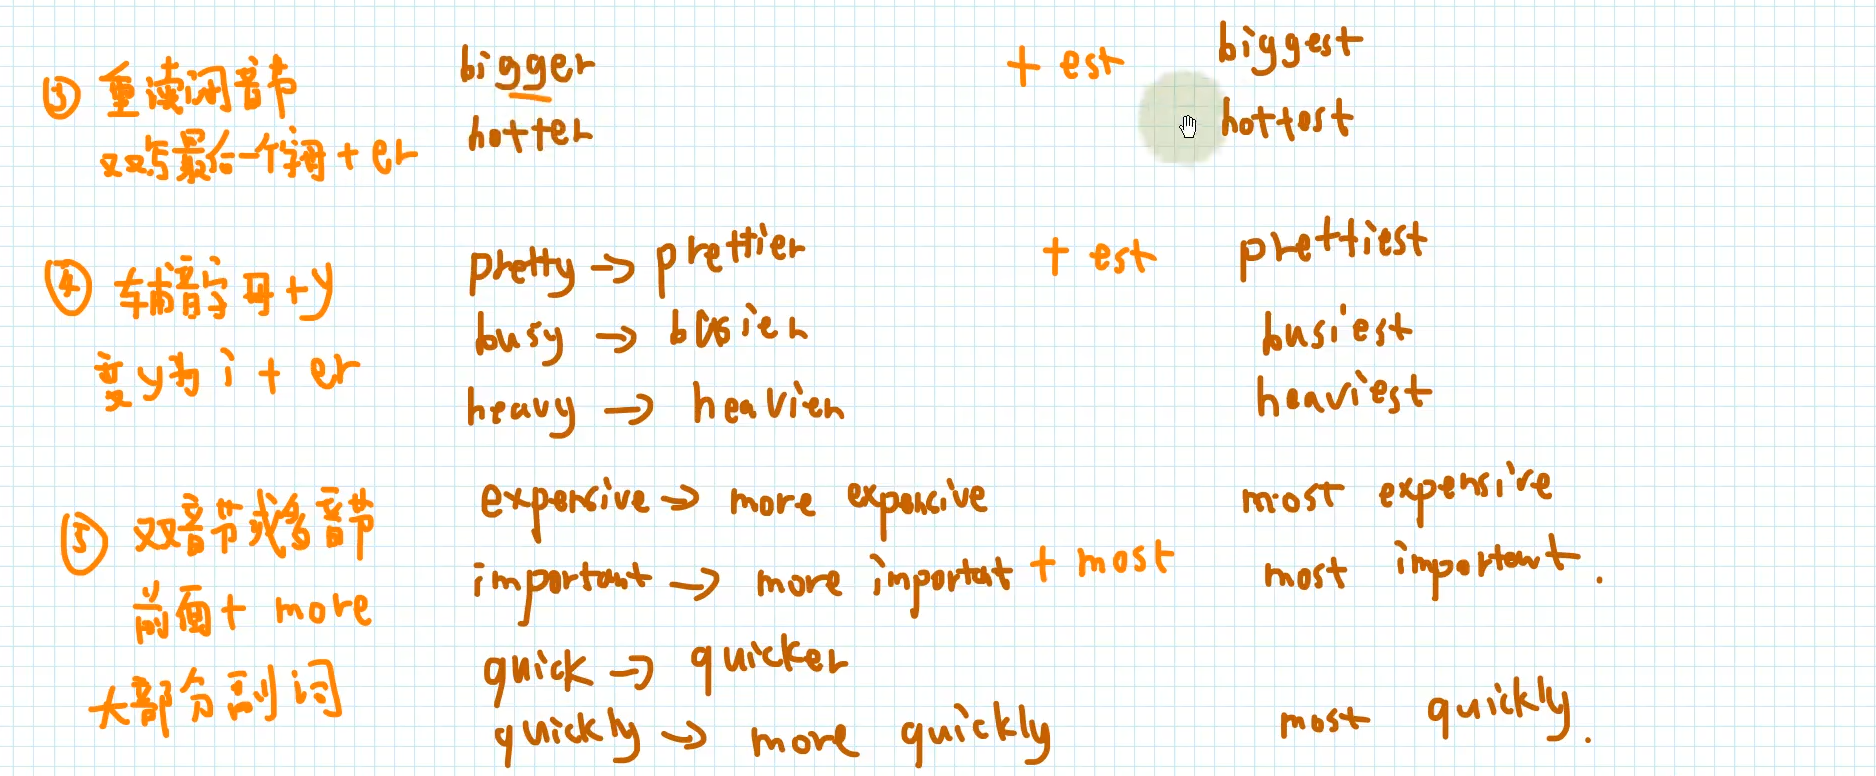 ③ 重读闭音节 bigger + est biggest
hotter hottest
双写最后一个词 + er
④ 辅音字母+y pretty → prettier + est prettiest
busy → busier busiest
变y为 i + er heavy → heavier heaviest
⑤ 双音节或多音节 expensive → more expensive most expensive
important → more importat + most most important.
前面+ more
quick → quicker
大部分副词 quickly → more quickly most quickly.